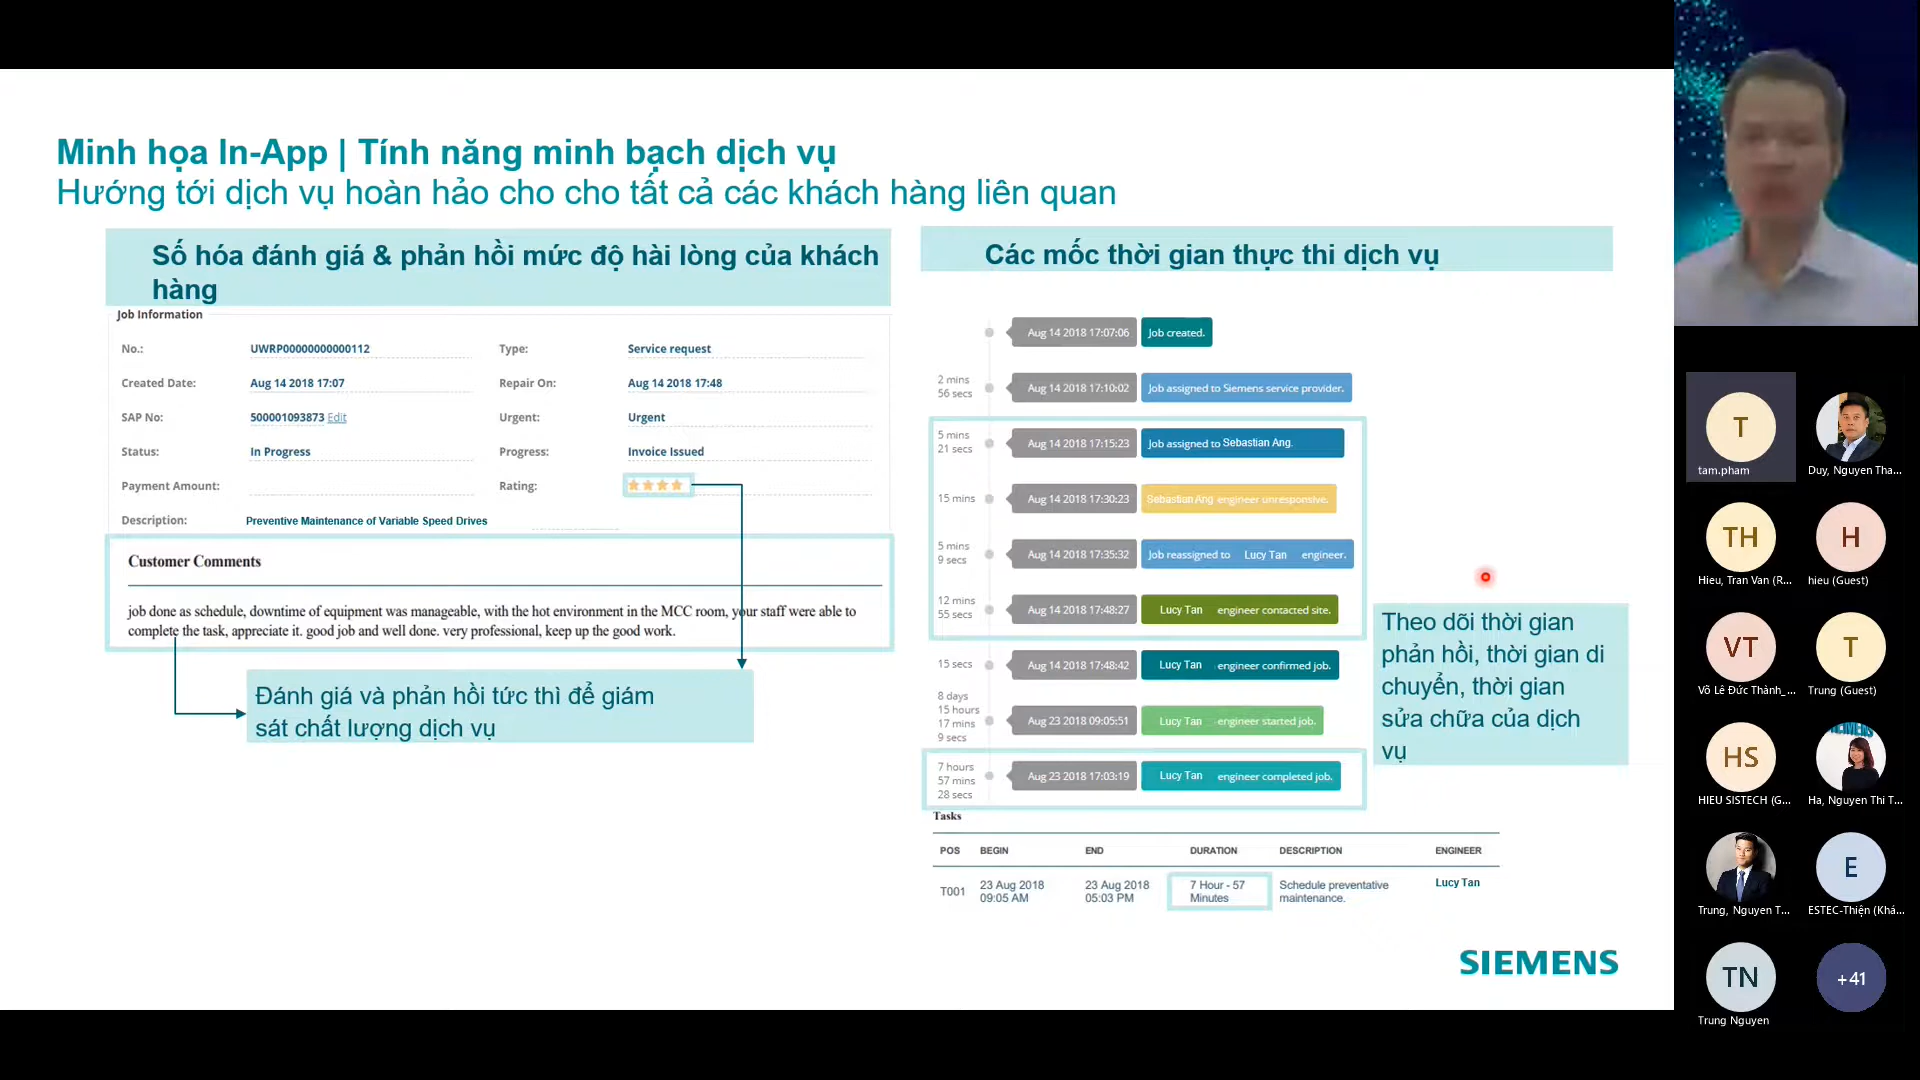 Minh họa In-App | Tính năng minh bạch dịch vụ
Hướng tới dịch vụ hoàn hảo cho cho tất cả các khách hàng liên quan
Số hóa đánh giá & phản hồi mức độ hài lòng của khách
hàng
Job Information
No.: UWRP00000000000112 Type: Service request
Created Date: Aug 14 2018 17:07 Repair On: Aug 14 2018 17:48
SAP No: 500001093873 Edit Urgent: Urgent
Status: In Progress Progress: Invoice Issued
Payment Amount: Rating:
Description: Preventive Maintenance of Variable Speed Drives
Customer Comments
job done as schedule, downtime of equipment was manageable, with the hot environment in the MCC room, your staff were able to
complete the task, appreciate it. good job and well done. very professional, keep up the good work.
Đánh giá và phản hồi tức thì để giám
sát chất lượng dịch vụ
Các mốc thời gian thực thi dịch vụ
Aug 14 2018 17:07:06 Job created.
2 mins
56 secs
Aug 14 2018 17:10:02 Job assigned to Siemens service provider.
5 mins
21 secs
Aug 14 2018 17:15:23 Job assigned to Sebastian Ang.
15 mins Aug 14 2018 17:30:23 Sebastian Ang engineer unresponsive.
5 mins
9 secs
Aug 14 2018 17:35:32 Job reassigned to Lucy Tan engineer.
12 mins
55 secs
Aug 14 2018 17:48:27 Lucy Tan engineer contacted site.
15 secs Aug 14 2018 17:48:42 Lucy Tan engineer confirmed job.
8 days
15 hours
17 mins
9 secs
Aug 23 2018 09:05:51 Lucy Tan engineer started job.
7 hours
57 mins
28 secs
Aug 23 2018 17:03:19 Lucy Tan engineer completed job.
Theo dõi thời gian
phản hồi, thời gian di
chuyển, thời gian
sửa chữa của dịch
vụ
Tasks
POS BEGIN END DURATION DESCRIPTION ENGINEER
T001 23 Aug 2018 23 Aug 2018 7 Hour - 57 Schedule preventative Lucy Tan
09:05 AM 05:03 PM Minutes maintenance.
SIEMENS
T
tam.pham
Duy, Nguyen Tha...
TH
Hieu, Tran Van (R...
H
hieu (Guest)
VT
Võ Lê Đức Thành_...
T
Trung (Guest)
HS
HIEU SISTECH (G...
Ha, Nguyen Thi T...
Trung, Nguyen T...
E
ESTEC-Thiện (Khá...
TN
Trung Nguyen
+41